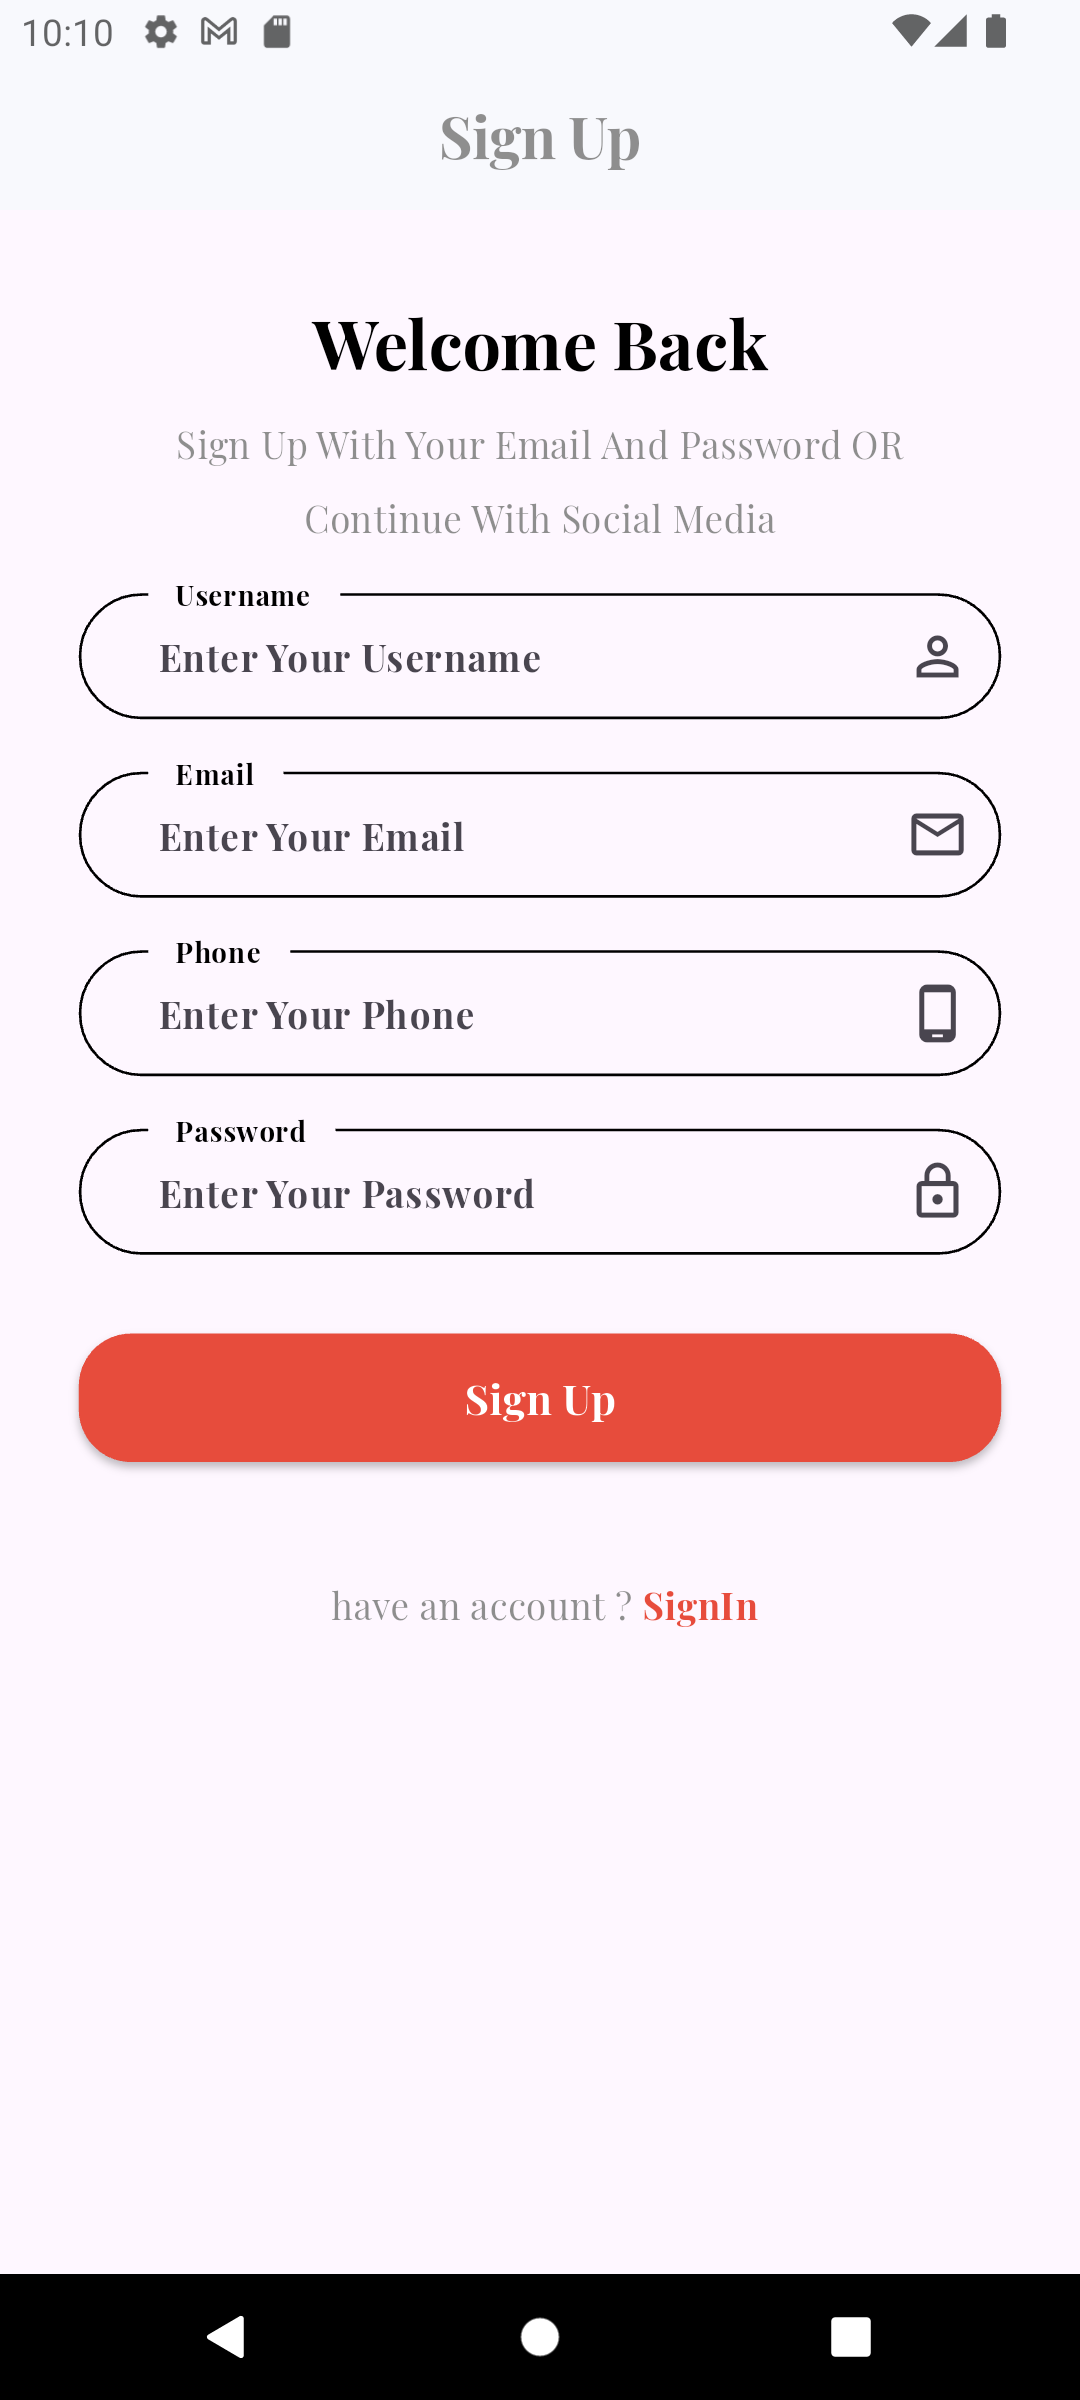 10:10
Sign Up
Welcome Back
Sign Up With Your Email And Password OR
Continue With Social Media
Username
Enter Your Username
Email
Enter Your Email
Phone
Enter Your Phone
Password
Enter Your Password
Sign Up
have an account ? SignIn